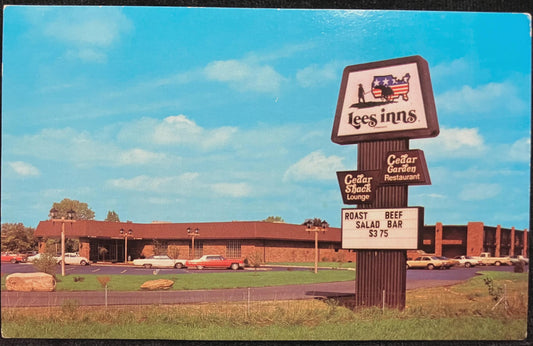 Lees inns.
Cedar
Garden
Restaurant
Cedar
Shack
Lounge
ROAST BEEF
SALAD BAR
$3 75